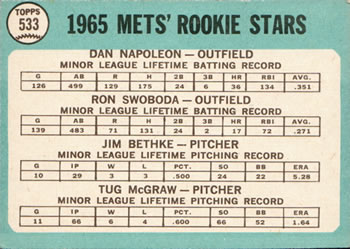 TOPPS
533
1965 METS' ROOKIE STARS
DAN NAPOLEON—OUTFIELD
MINOR LEAGUE LIFETIME BATTING RECORD
G AB R H 2B 3B HR RBI AVG.
126 499 129 175 24 6 36 134 .351
RON SWOBODA—OUTFIELD
MINOR LEAGUE LIFETIME BATTING RECORD
G AB R H 2B 3B HR RBI AVG.
139 483 71 131 24 2 17 72 .271
JIM BETHKE—PITCHER
MINOR LEAGUE LIFETIME PITCHING RECORD
G IP W L PCT. SO BB ERA
10 29 3 3 .500 24 22 5.28
TUG McGRAW—PITCHER
MINOR LEAGUE LIFETIME PITCHING RECORD
G IP W L PCT. SO BB ERA
11 66 6 4 .600 66 52 1.64